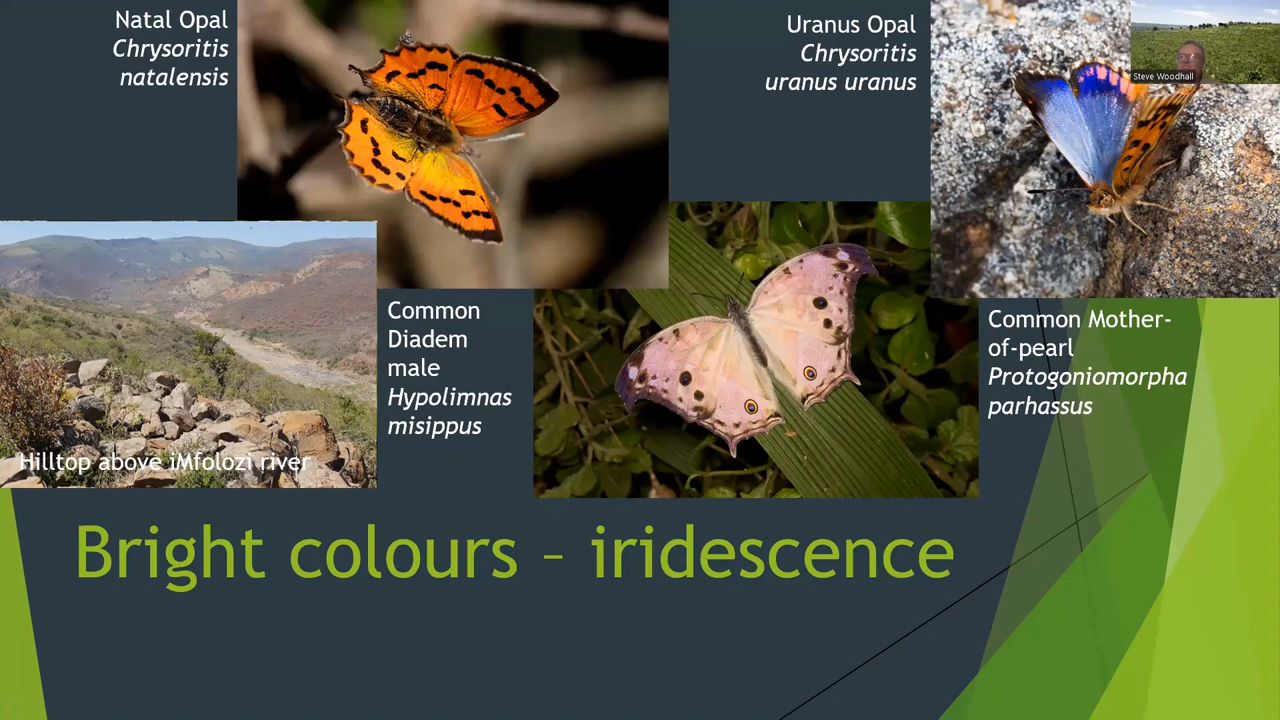 Natal Opal
Chrysoritis
natalensis
Uranus Opal
Chrysoritis
uranus uranus
Steve Woodhall
Common
Diadem
male
Hypolimnas
misippus
Common Mother-
of-pearl
Protogoniomorpha
parhassus
Hilltop above iMfolozi river
Bright colours – iridescence